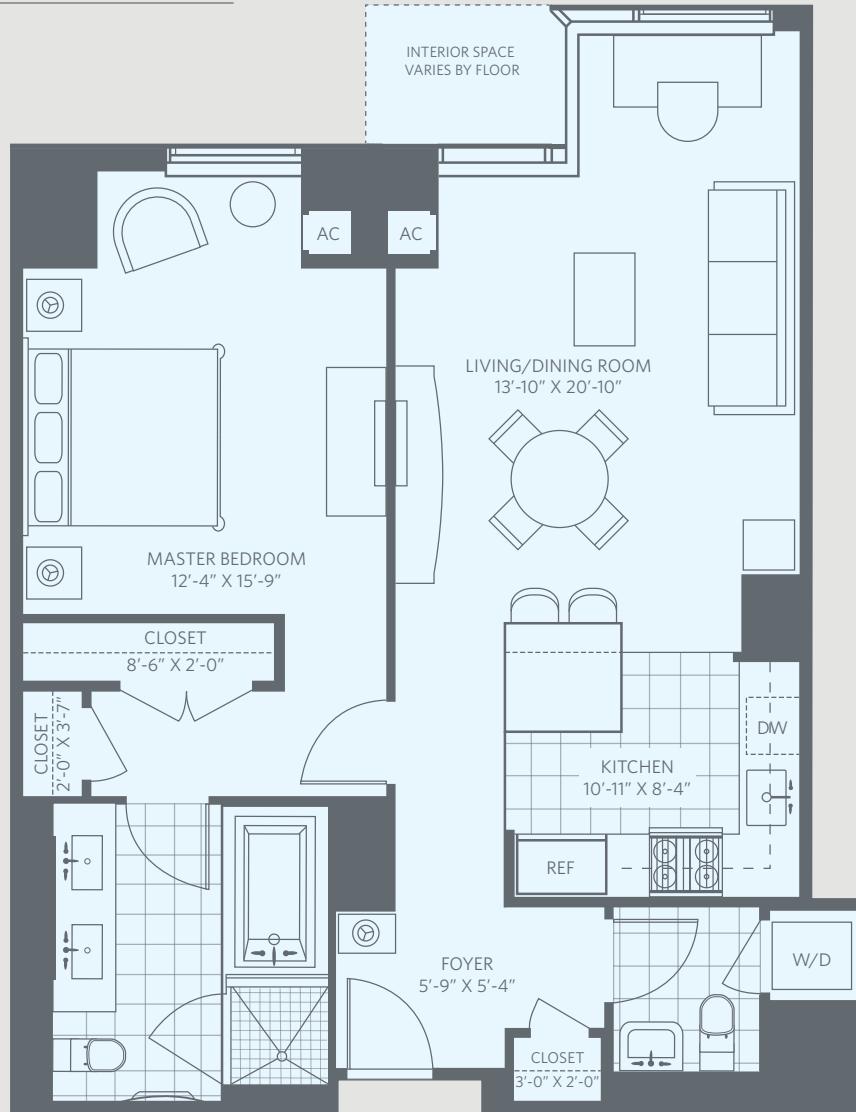 INTERIOR SPACE
VARIES BY FLOOR
AC
AC
LIVING/DINING ROOM
13'-10" X 20'-10"
MASTER BEDROOM
12'-4" X 15'-9"
CLOSET
8'-6" X 2'-0"
CLOSET
2'-0" X 3'-7"
DW
KITCHEN
10'-11" X 8'-4"
REF
FOYER
5'-9" X 5'-4"
W/D
CLOSET
3'-0" X 2'-0"